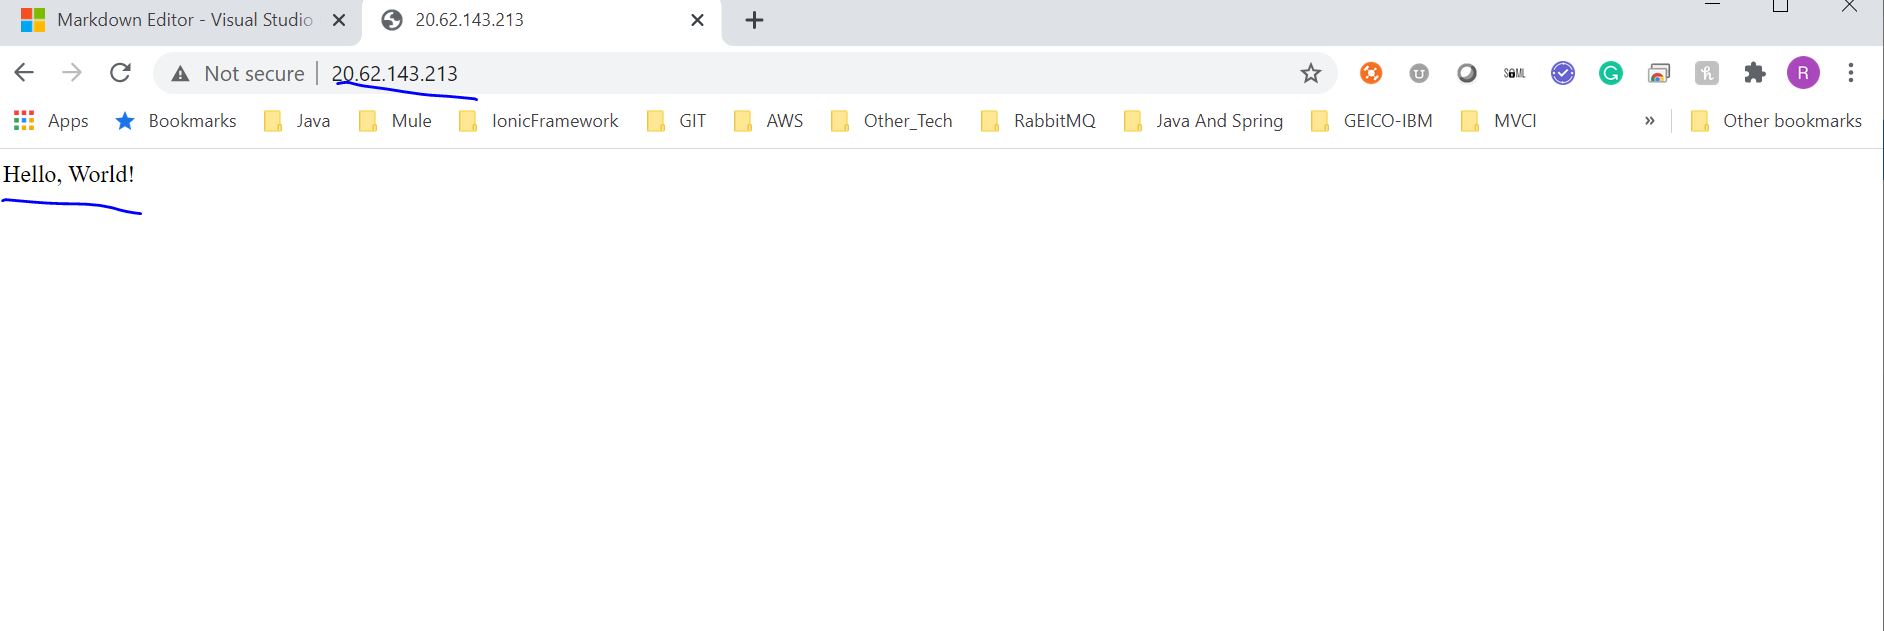 Markdown Editor - Visual Studio
20.62.143.213
Not secure 20.62.143.213
SAML
R
Apps Bookmarks Java Mule IonicFramework GIT AWS Other_Tech RabbitMQ Java And Spring GEICO-IBM MVCI » Other bookmarks
Hello, World!